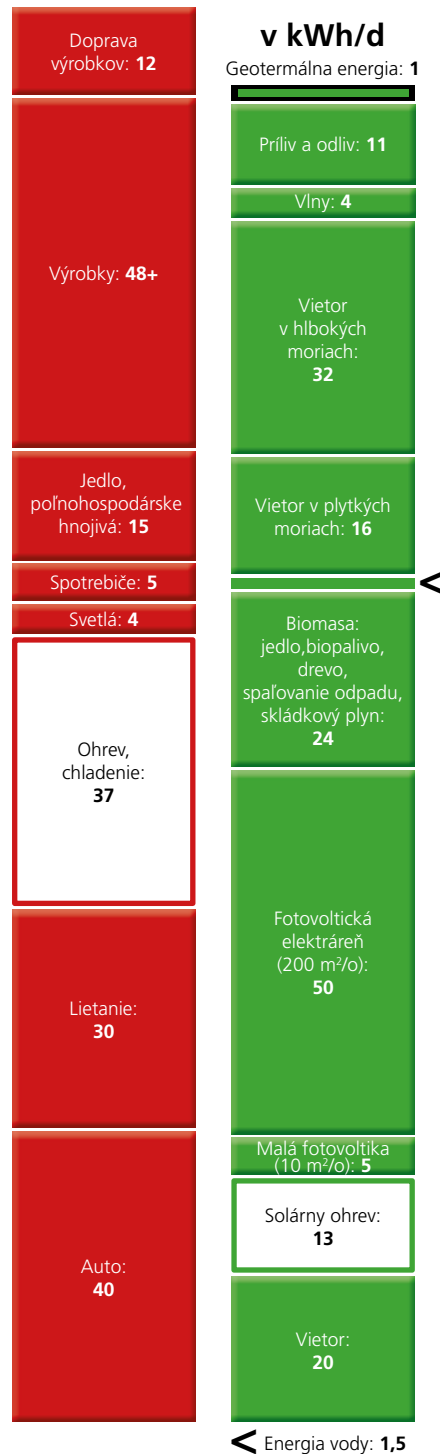 Doprava
výrobkov: 12
Výrobky: 48+
Jedlo,
poľnohospodárske
hnojivá: 15
Spotrebiče: 5
Svetlá: 4
Ohrev,
chladenie:
37
Lietanie:
30
Auto:
40
v kWh/d
Geotermálna energia: 1
Príliv a odliv: 11
Vlny: 4
Vietor
v hlbokých
moriach:
32
Vietor v plytkých
moriach: 16
<
Biomasa:
jedlo,biopalivo,
drevo,
spaľovanie odpadu,
skládkový plyn:
24
Fotovoltická
elektráreň
(200 m²/o):
50
Malá fotovoltika
(10 m²/o): 5
Solárny ohrev:
13
Vietor:
20
< Energia vody: 1,5